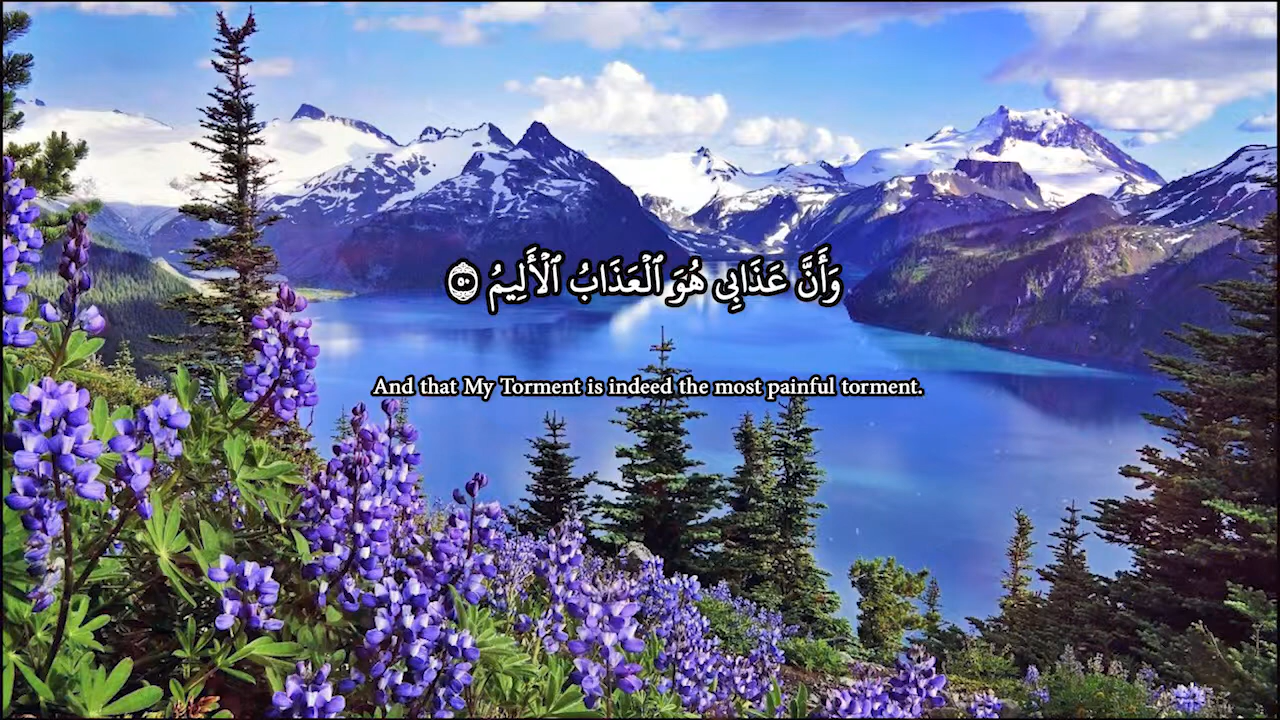 وَأَنَّ عَذَابِى هُوَ ٱلْعَذَابُ ٱلْأَلِيمُ ٥٠
And that My Torment is indeed the most painful torment.